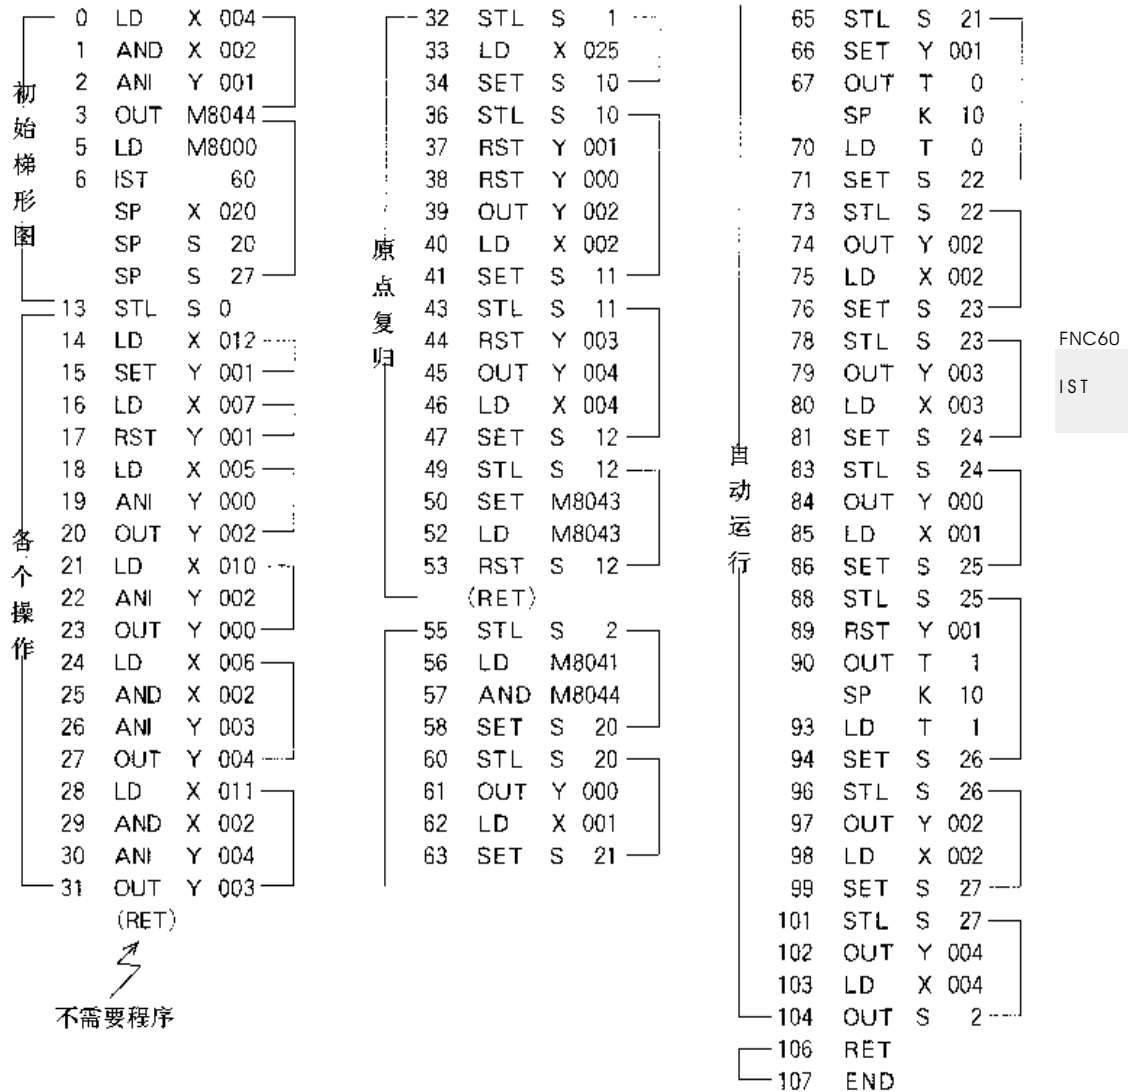 初始梯形图
0 LD X 004
1 AND X 002
2 ANI Y 001
3 OUT M8044
5 LD M8000
6 IST 60
SP X 020
SP S 20
SP S 27
各个操作
13 STL S 0
14 LD X 012
15 SET Y 001
16 LD X 007
17 RST Y 001
18 LD X 005
19 ANI Y 000
20 OUT Y 002
21 LD X 010
22 ANI Y 002
23 OUT Y 000
24 LD X 006
25 AND X 002
26 ANI Y 003
27 OUT Y 004
28 LD X 011
29 AND X 002
30 ANI Y 004
31 OUT Y 003
(RET)
不需要程序
原点复归
32 STL S 1
33 LD X 025
34 SET S 10
36 STL S 10
37 RST Y 001
38 RST Y 000
39 OUT Y 002
40 LD X 002
41 SET S 11
43 STL S 11
44 RST Y 003
45 OUT Y 004
46 LD X 004
47 SET S 12
49 STL S 12
50 SET M8043
52 LD M8043
53 RST S 12
(RET)
自动运行
55 STL S 2
56 LD M8041
57 AND M8044
58 SET S 20
60 STL S 20
61 OUT Y 000
62 LD X 001
63 SET S 21
65 STL S 21
66 SET Y 001
67 OUT T 0
SP K 10
70 LD T 0
71 SET S 22
73 STL S 22
74 OUT Y 002
75 LD X 002
76 SET S 23
78 STL S 23
79 OUT Y 003
80 LD X 003
81 SET S 24
83 STL S 24
84 OUT Y 000
85 LD X 001
86 SET S 25
88 STL S 25
89 RST Y 001
90 OUT T 1
SP K 10
93 LD T 1
94 SET S 26
96 STL S 26
97 OUT Y 002
98 LD X 002
99 SET S 27
101 STL S 27
102 OUT Y 004
103 LD X 004
104 OUT S 2
106 RET
107 END
FNC60
IST